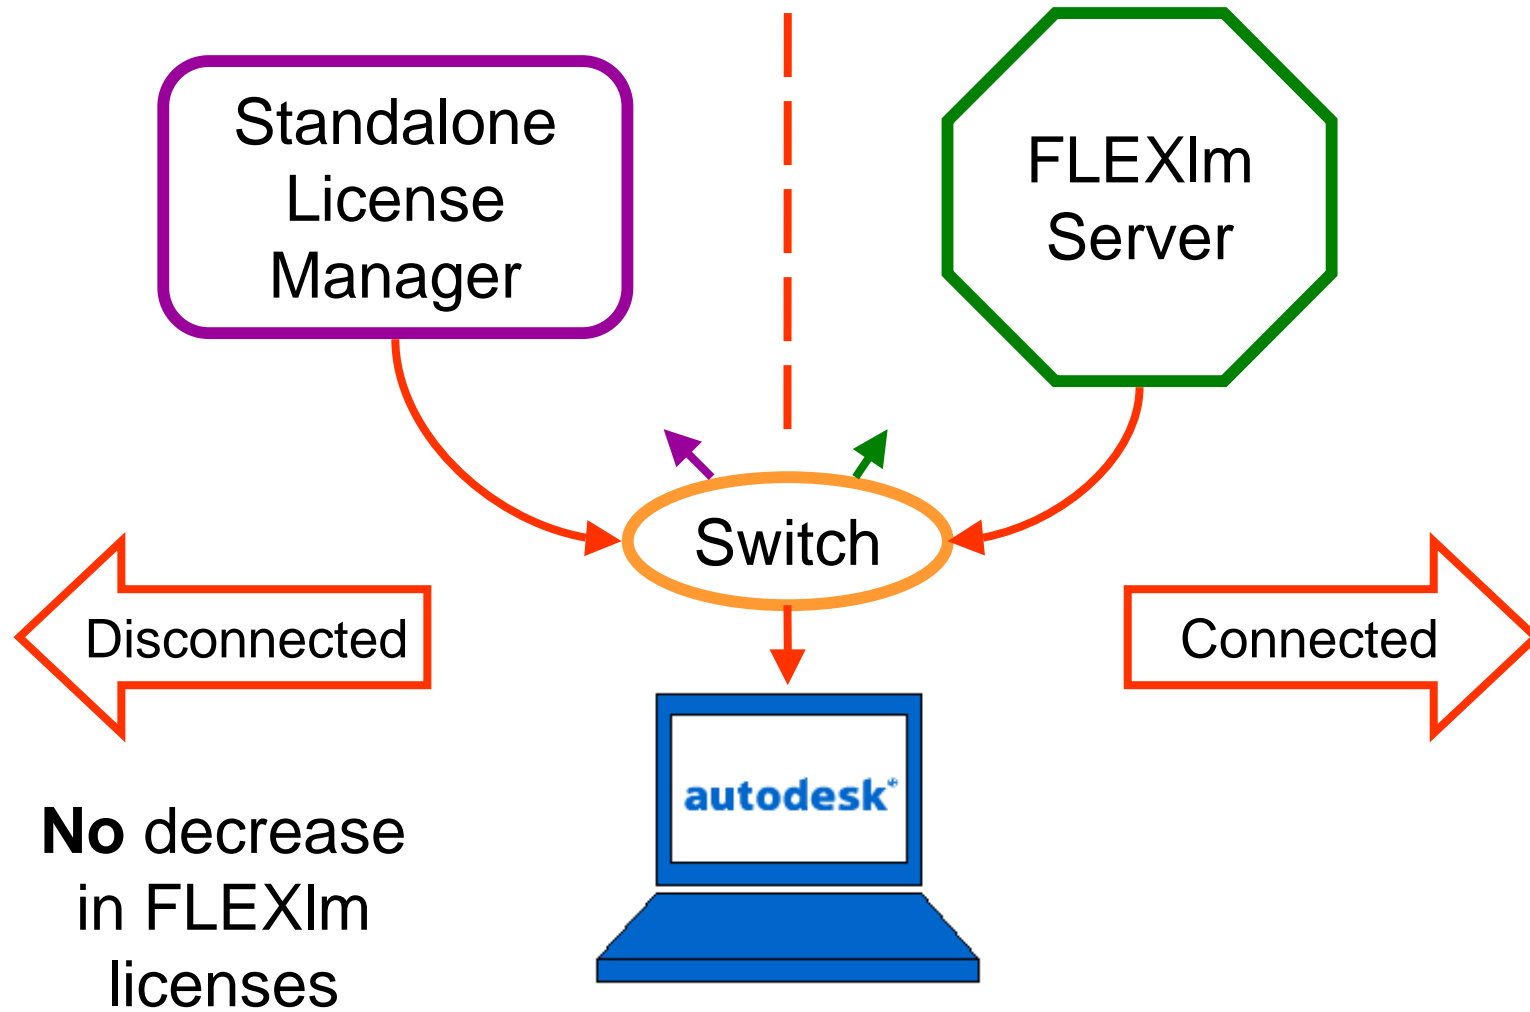 Standalone
License
Manager
FLEXlm
Server
Switch
Disconnected
Connected
autodesk®
No decrease
in FLEXlm
licenses